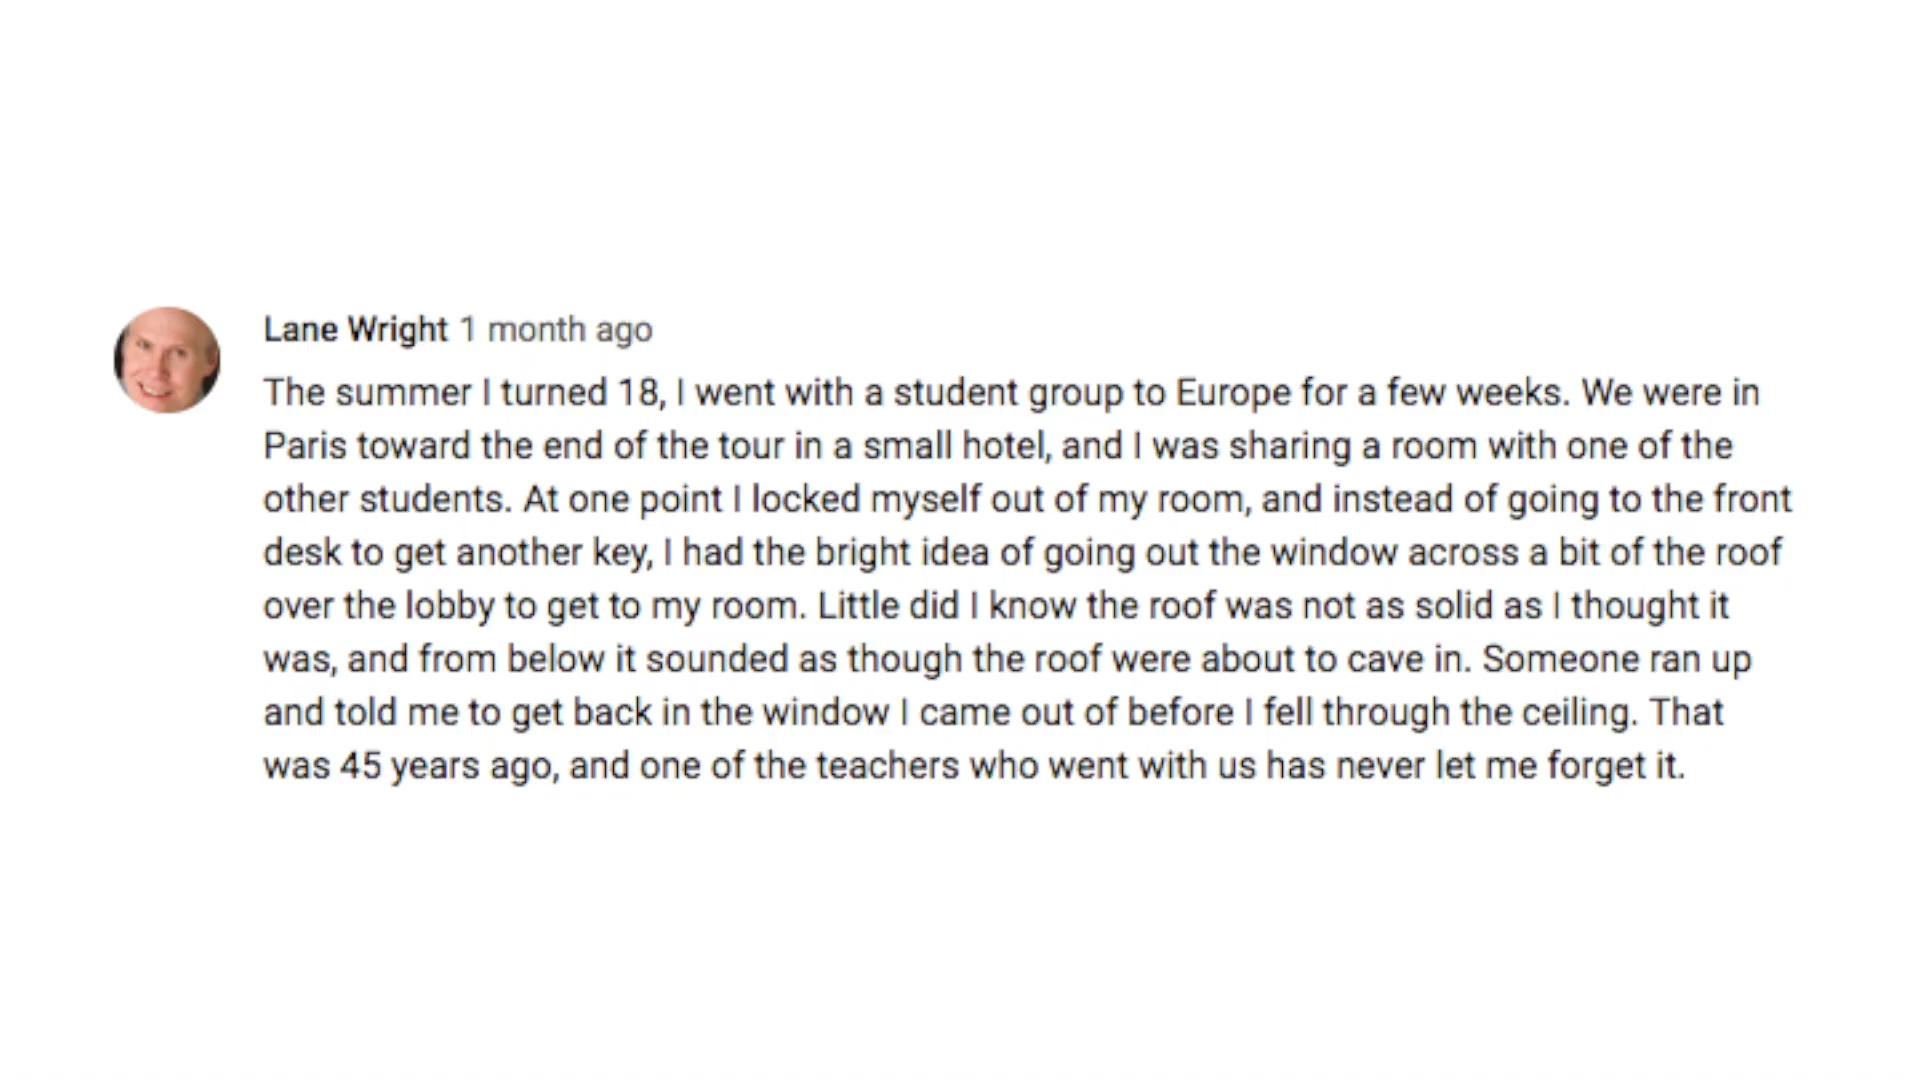 Lane Wright 1 month ago
The summer I turned 18, I went with a student group to Europe for a few weeks. We were in
Paris toward the end of the tour in a small hotel, and I was sharing a room with one of the
other students. At one point I locked myself out of my room, and instead of going to the front
desk to get another key, I had the bright idea of going out the window across a bit of the roof
over the lobby to get to my room. Little did I know the roof was not as solid as I thought it
was, and from below it sounded as though the roof were about to cave in. Someone ran up
and told me to get back in the window I came out of before I fell through the ceiling. That
was 45 years ago, and one of the teachers who went with us has never let me forget it.